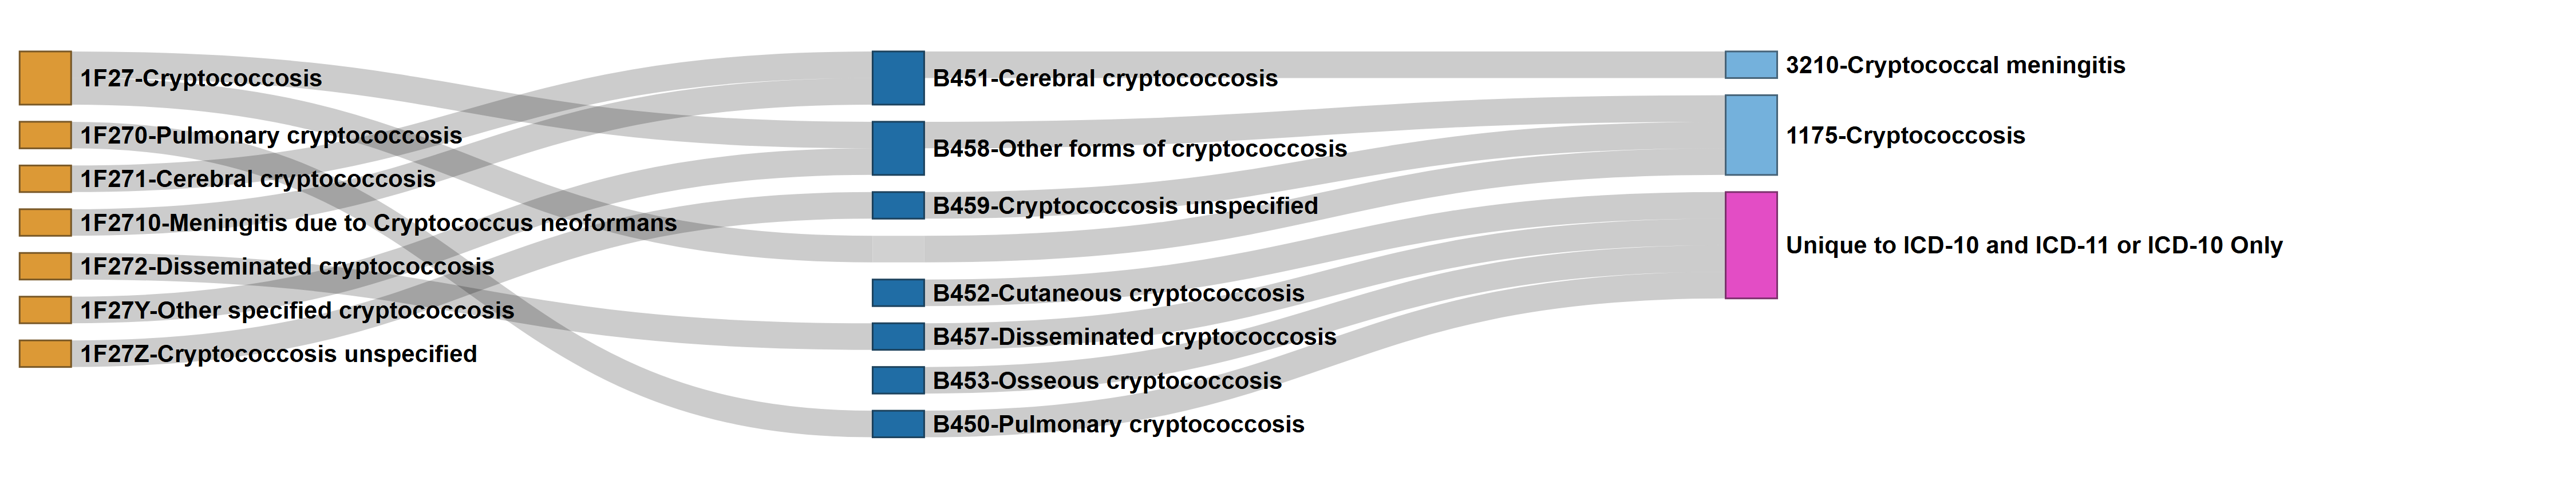 1F27-Cryptococcosis
1F270-Pulmonary cryptococcosis
1F271-Cerebral cryptococcosis
1F2710-Meningitis due to Cryptococcus neoformans
1F272-Disseminated cryptococcosis
1F27Y-Other specified cryptococcosis
1F27Z-Cryptococcosis unspecified
B451-Cerebral cryptococcosis
B458-Other forms of cryptococcosis
B459-Cryptococcosis unspecified
B452-Cutaneous cryptococcosis
B457-Disseminated cryptococcosis
B453-Osseous cryptococcosis
B450-Pulmonary cryptococcosis
3210-Cryptococcal meningitis
1175-Cryptococcosis
Unique to ICD-10 and ICD-11 or ICD-10 Only